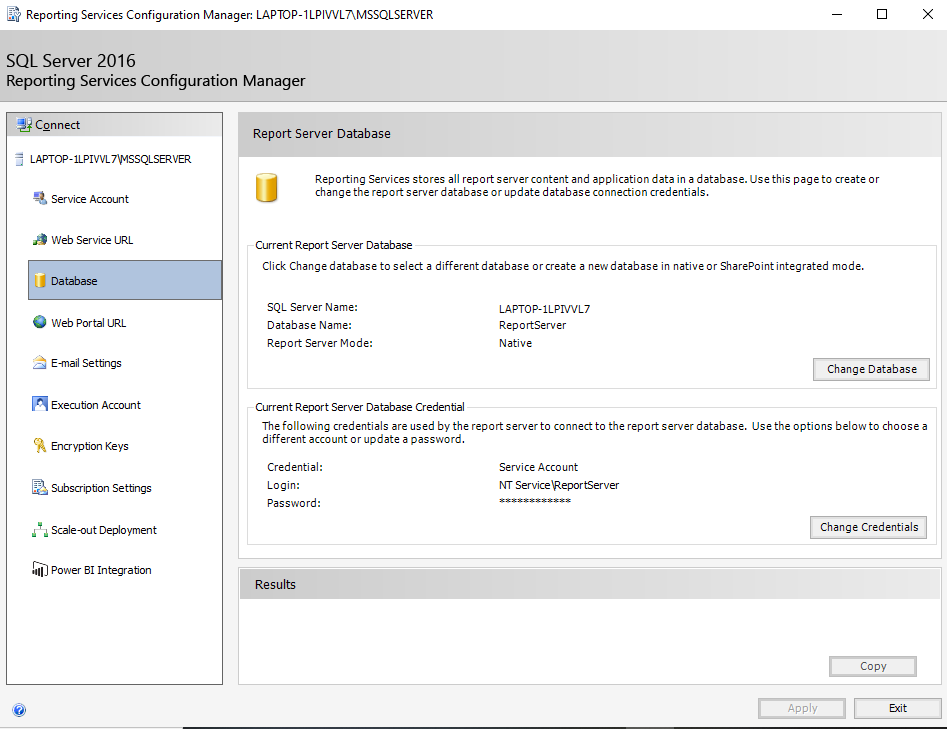 Reporting Services Configuration Manager: LAPTOP-1LPIVVL7\MSSQLSERVER
SQL Server 2016
Reporting Services Configuration Manager
Connect
LAPTOP-1LPIVVL7\MSSQLSERVER
Service Account
Web Service URL
Database
Web Portal URL
E-mail Settings
Execution Account
Encryption Keys
Subscription Settings
Scale-out Deployment
Power BI Integration
Report Server Database
Reporting Services stores all report server content and application data in a database. Use this page to create or
change the report server database or update database connection credentials.
Current Report Server Database
Click Change database to select a different database or create a new database in native or SharePoint integrated mode.
SQL Server Name: LAPTOP-1LPIVVL7
Database Name: ReportServer
Report Server Mode: Native
Change Database
Current Report Server Database Credential
The following credentials are used by the report server to connect to the report server database. Use the options below to choose a
different account or update a password.
Credential: Service Account
Login: NT Service\ReportServer
Password: ************
Change Credentials
Results
Copy
Apply Exit